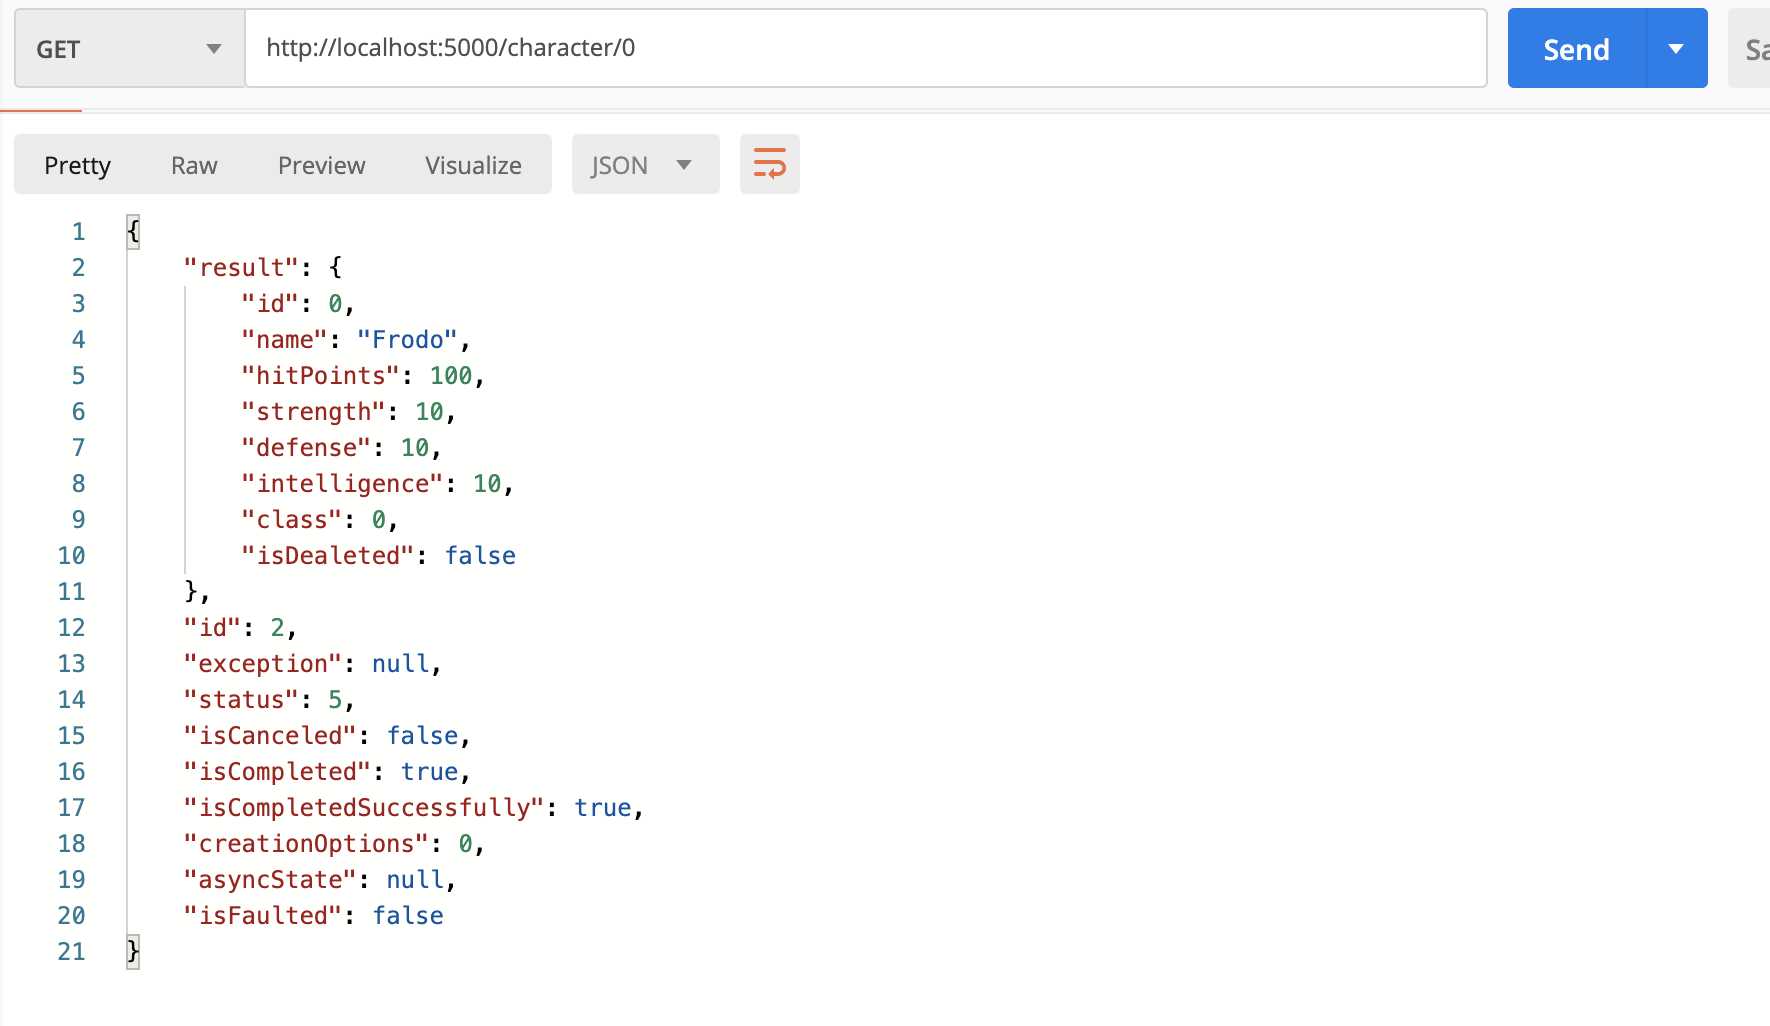 GET http://localhost:5000/character/0 Send Sa
Pretty Raw Preview Visualize JSON
1 {
2 "result": {
3 "id": 0,
4 "name": "Frodo",
5 "hitPoints": 100,
6 "strength": 10,
7 "defense": 10,
8 "intelligence": 10,
9 "class": 0,
10 "isDealeted": false
11 },
12 "id": 2,
13 "exception": null,
14 "status": 5,
15 "isCanceled": false,
16 "isCompleted": true,
17 "isCompletedSuccessfully": true,
18 "creationOptions": 0,
19 "asyncState": null,
20 "isFaulted": false
21 }